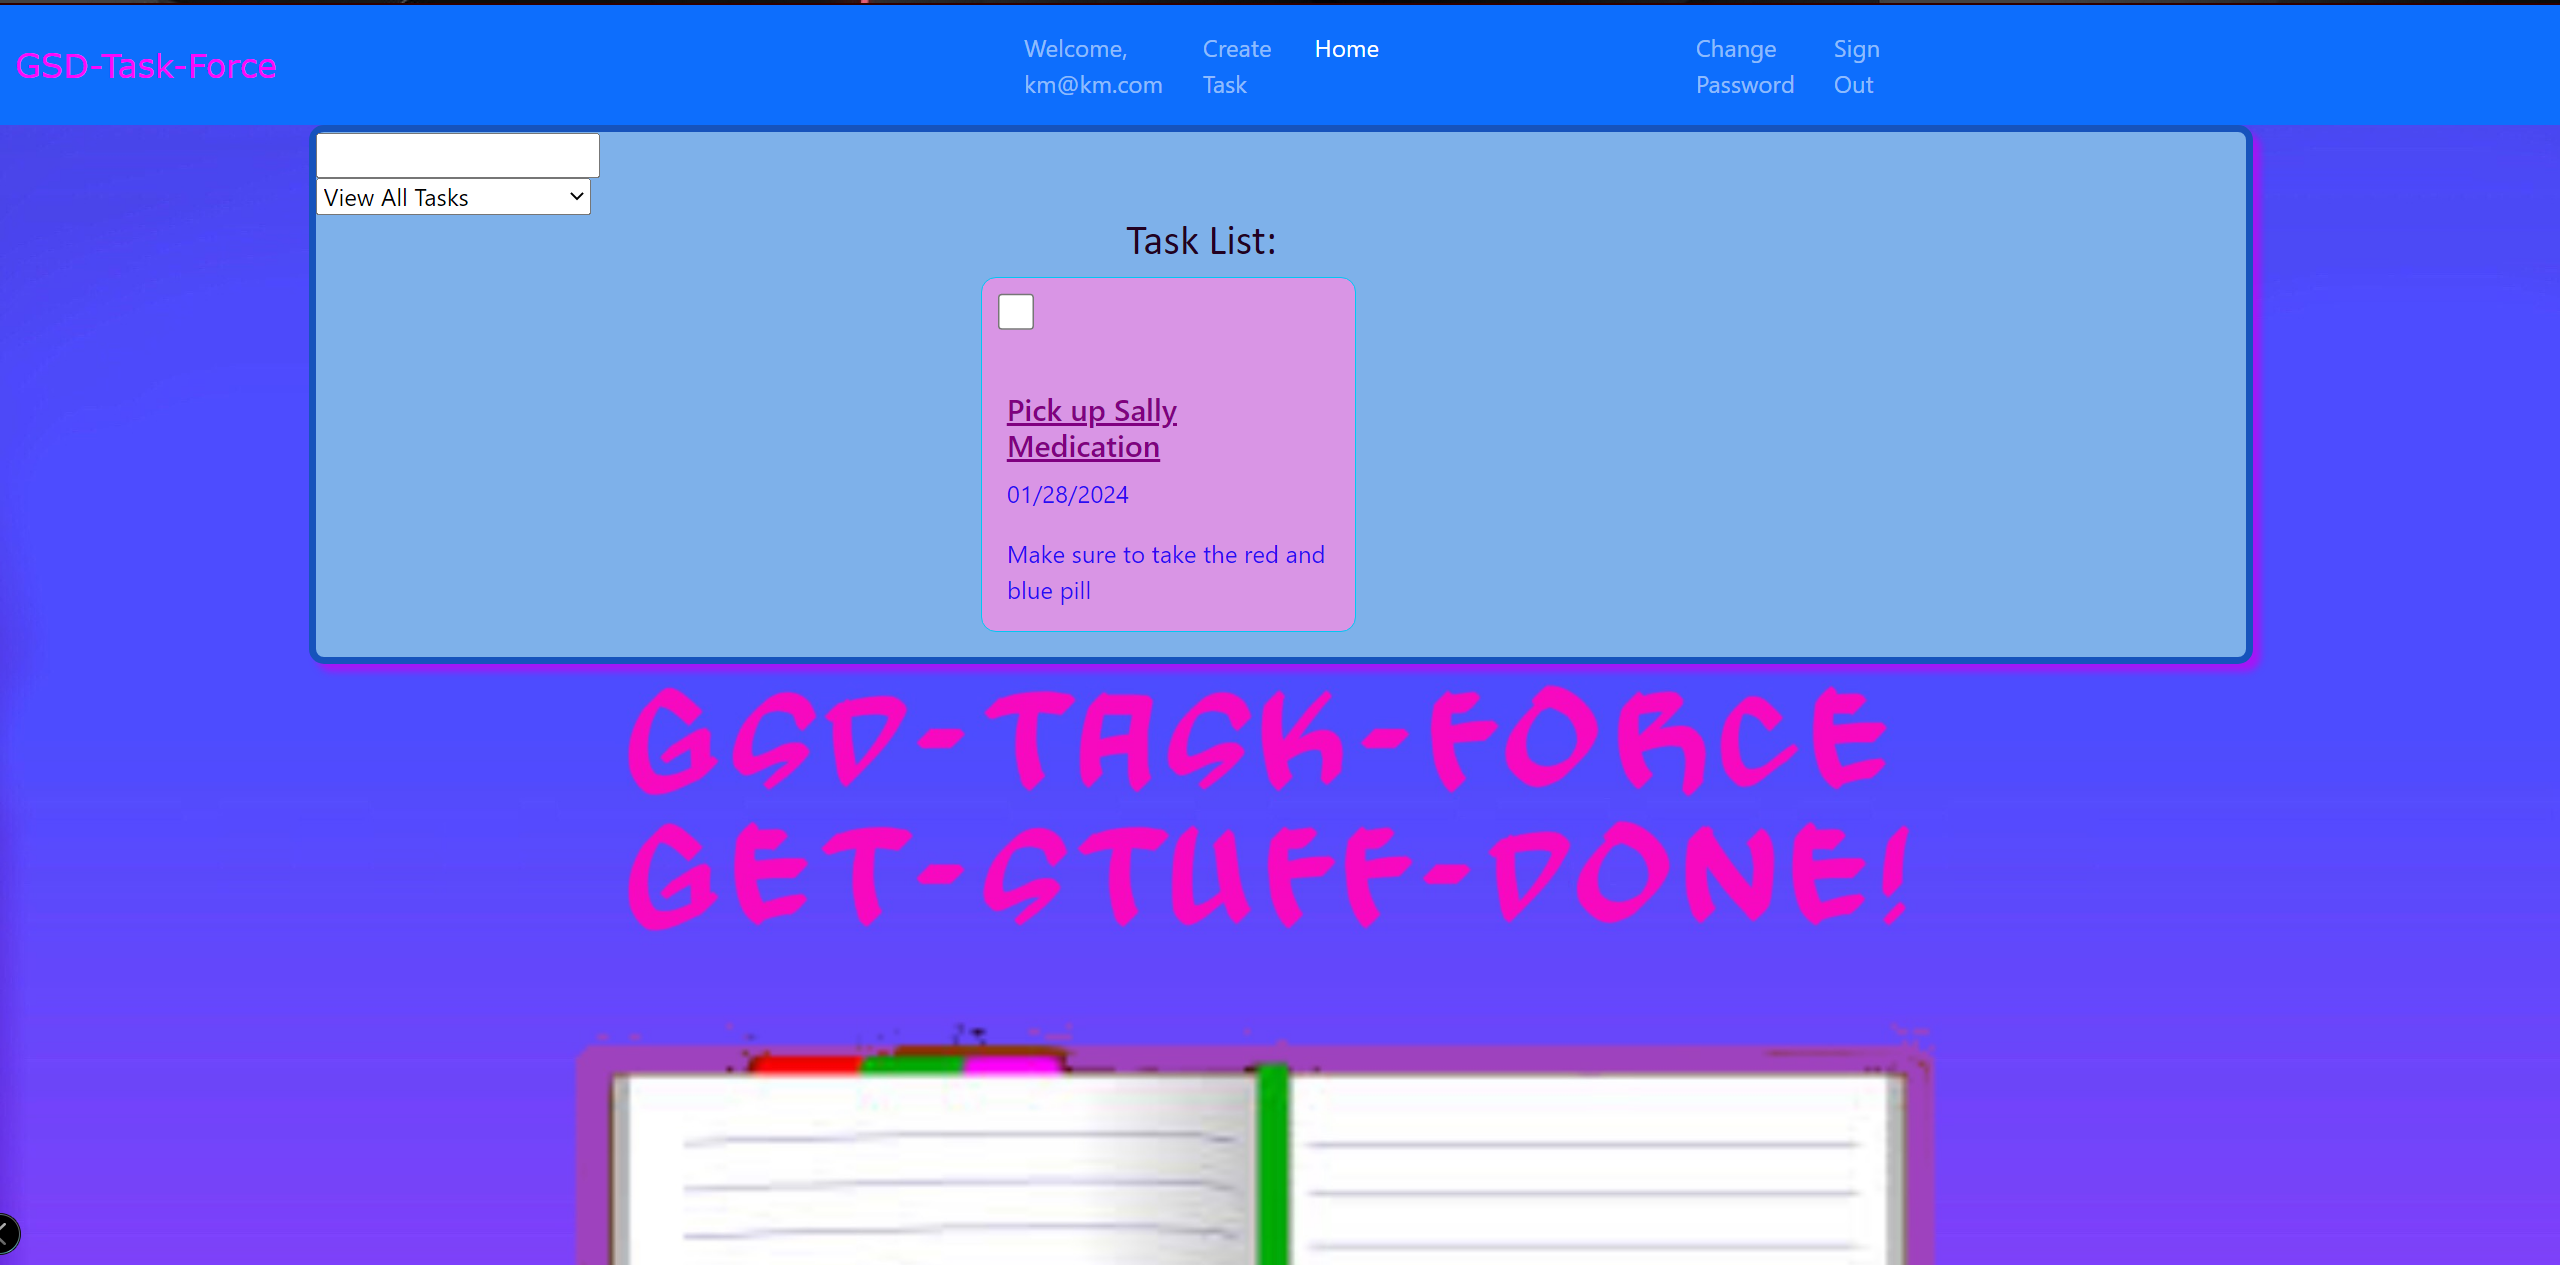 GSD-Task-Force
Welcome,
km@km.com
Create
Task
Home
Change
Password
Sign
Out
View All Tasks
Task List:
Pick up Sally
Medication
01/28/2024
Make sure to take the red and
blue pill
GSD-TASK-FORCE
GET-STUFF-DONE!